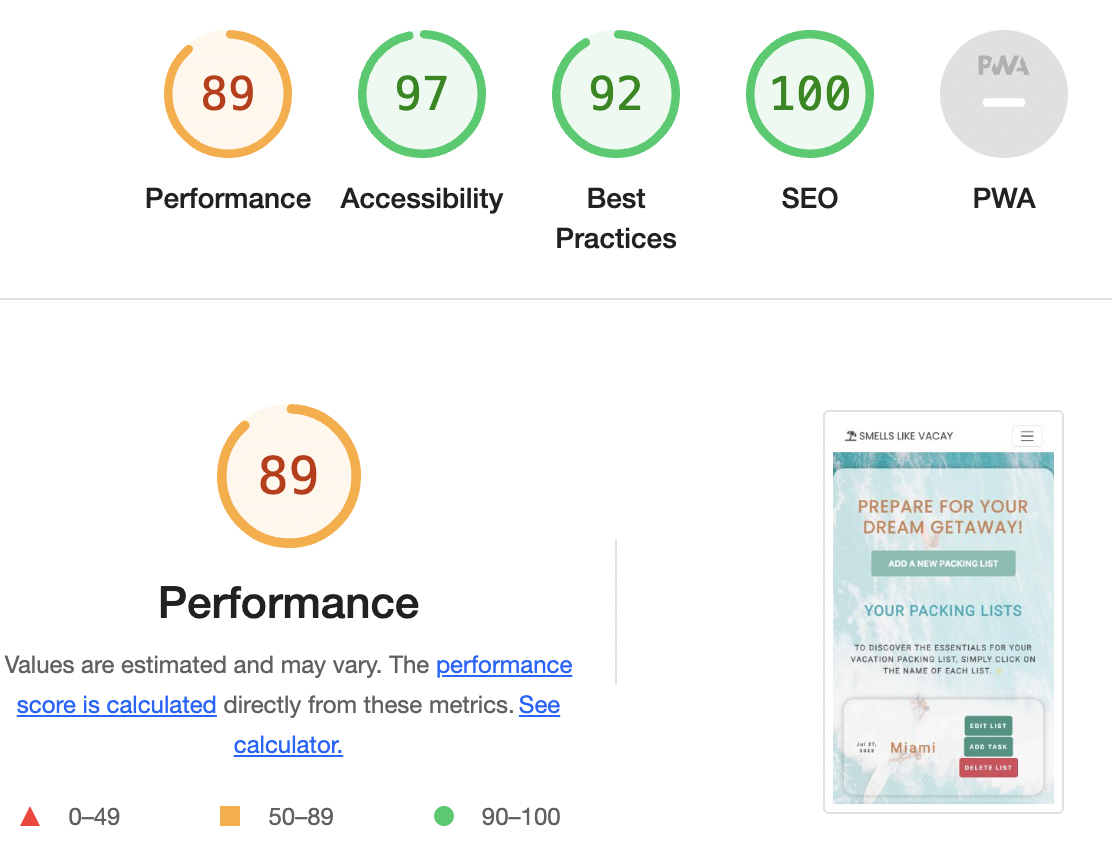 89
97
92
100
PWA
Performance
Accessibility
Best
Practices
SEO
PWA
89
Performance
Values are estimated and may vary. The performance
score is calculated directly from these metrics. See
calculator.
0–49
50–89
90–100
SMELLS LIKE VACAY
PREPARE FOR YOUR
DREAM GETAWAY!
ADD A NEW PACKING LIST
YOUR PACKING LISTS
TO DISCOVER THE ESSENTIALS FOR YOUR
VACATION PACKING LIST, SIMPLY CLICK ON
THE NAME OF EACH LIST. ✨
Jul 27,
2023
Miami
EDIT LIST
ADD TASK
DELETE LIST